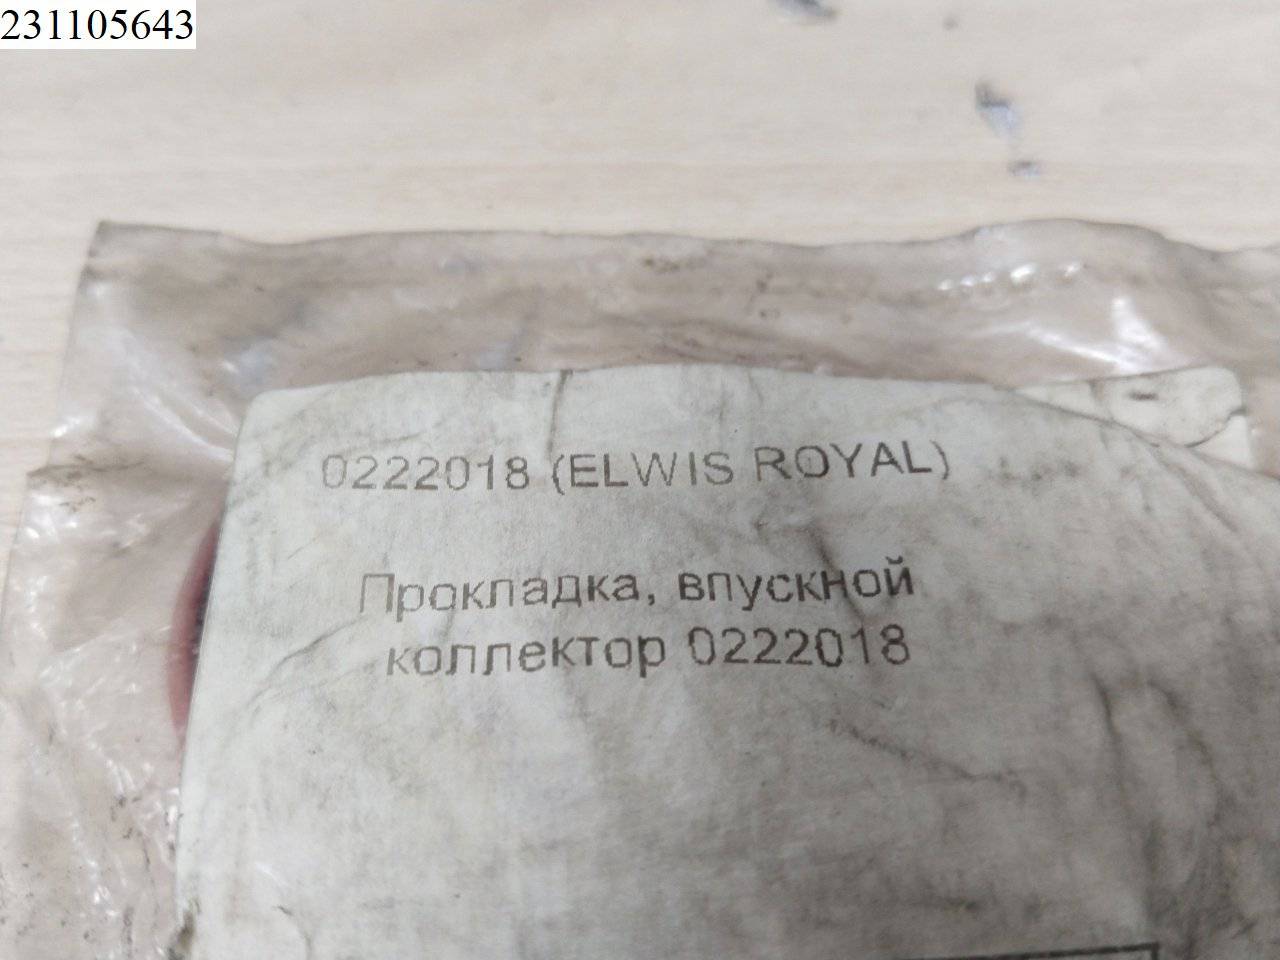 231105643
0222018 (ELWIS ROYAL)
Прокладка, впускной
коллектор 0222018